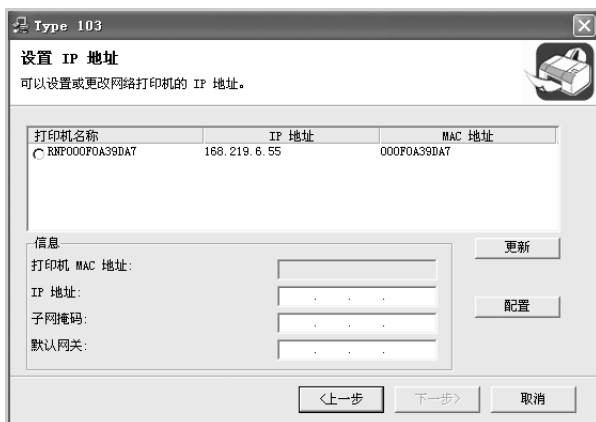 Type 103
设置 IP 地址
可以设置或更改网络打印机的 IP 地址。
打印机名称 IP 地址 MAC 地址
RNP000F0A39DA7 168.219.6.55 000F0A39DA7
信息
更新
打印机 MAC 地址:
IP 地址:
配置
子网掩码:
默认网关:
<上一步 下一步> 取消